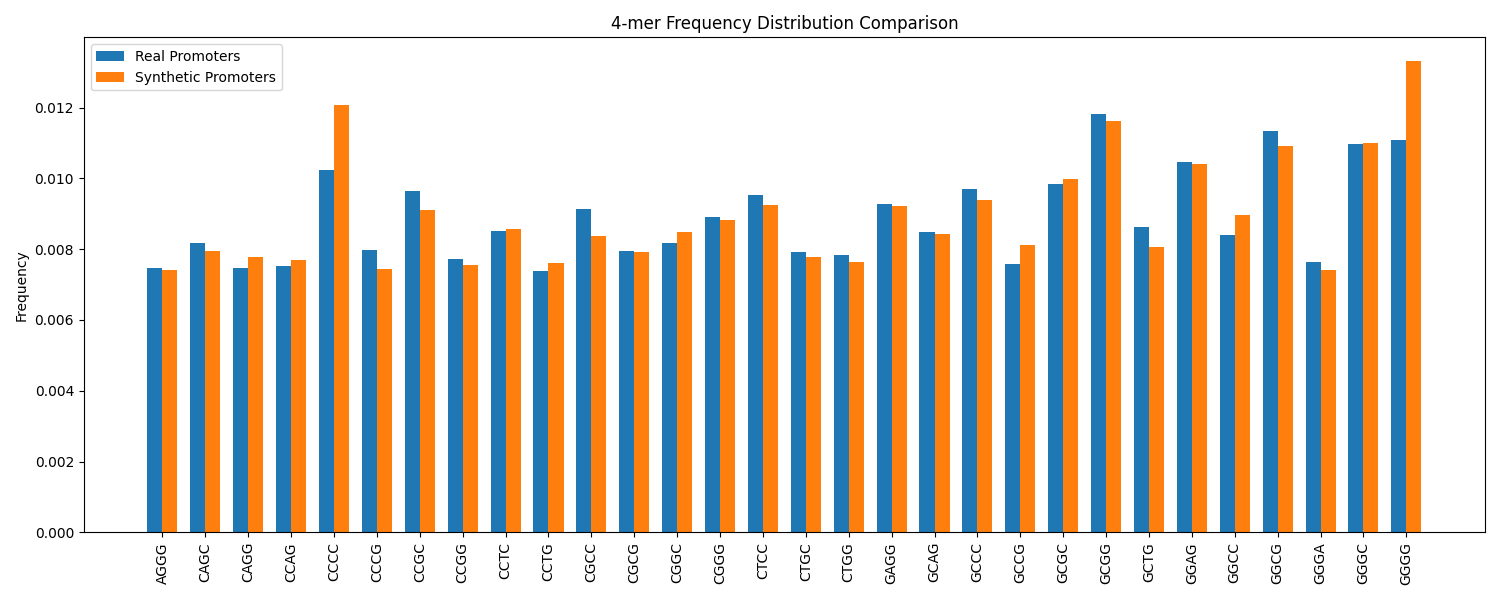 4-mer Frequency Distribution Comparison
Real Promoters
Synthetic Promoters
Frequency
0.012
0.010
0.008
0.006
0.004
0.002
0.000
AGGG
CAGC
CAGG
CCAG
CCCC
CCCG
CCGC
CCGG
CCTC
CCTG
CGCC
CGCG
CGGC
CGGG
CTCC
CTGC
CTGG
GAGG
GCAG
GCCC
GCCG
GCGC
GCGG
GCTG
GGAG
GGCC
GGCG
GGGA
GGGC
GGGG